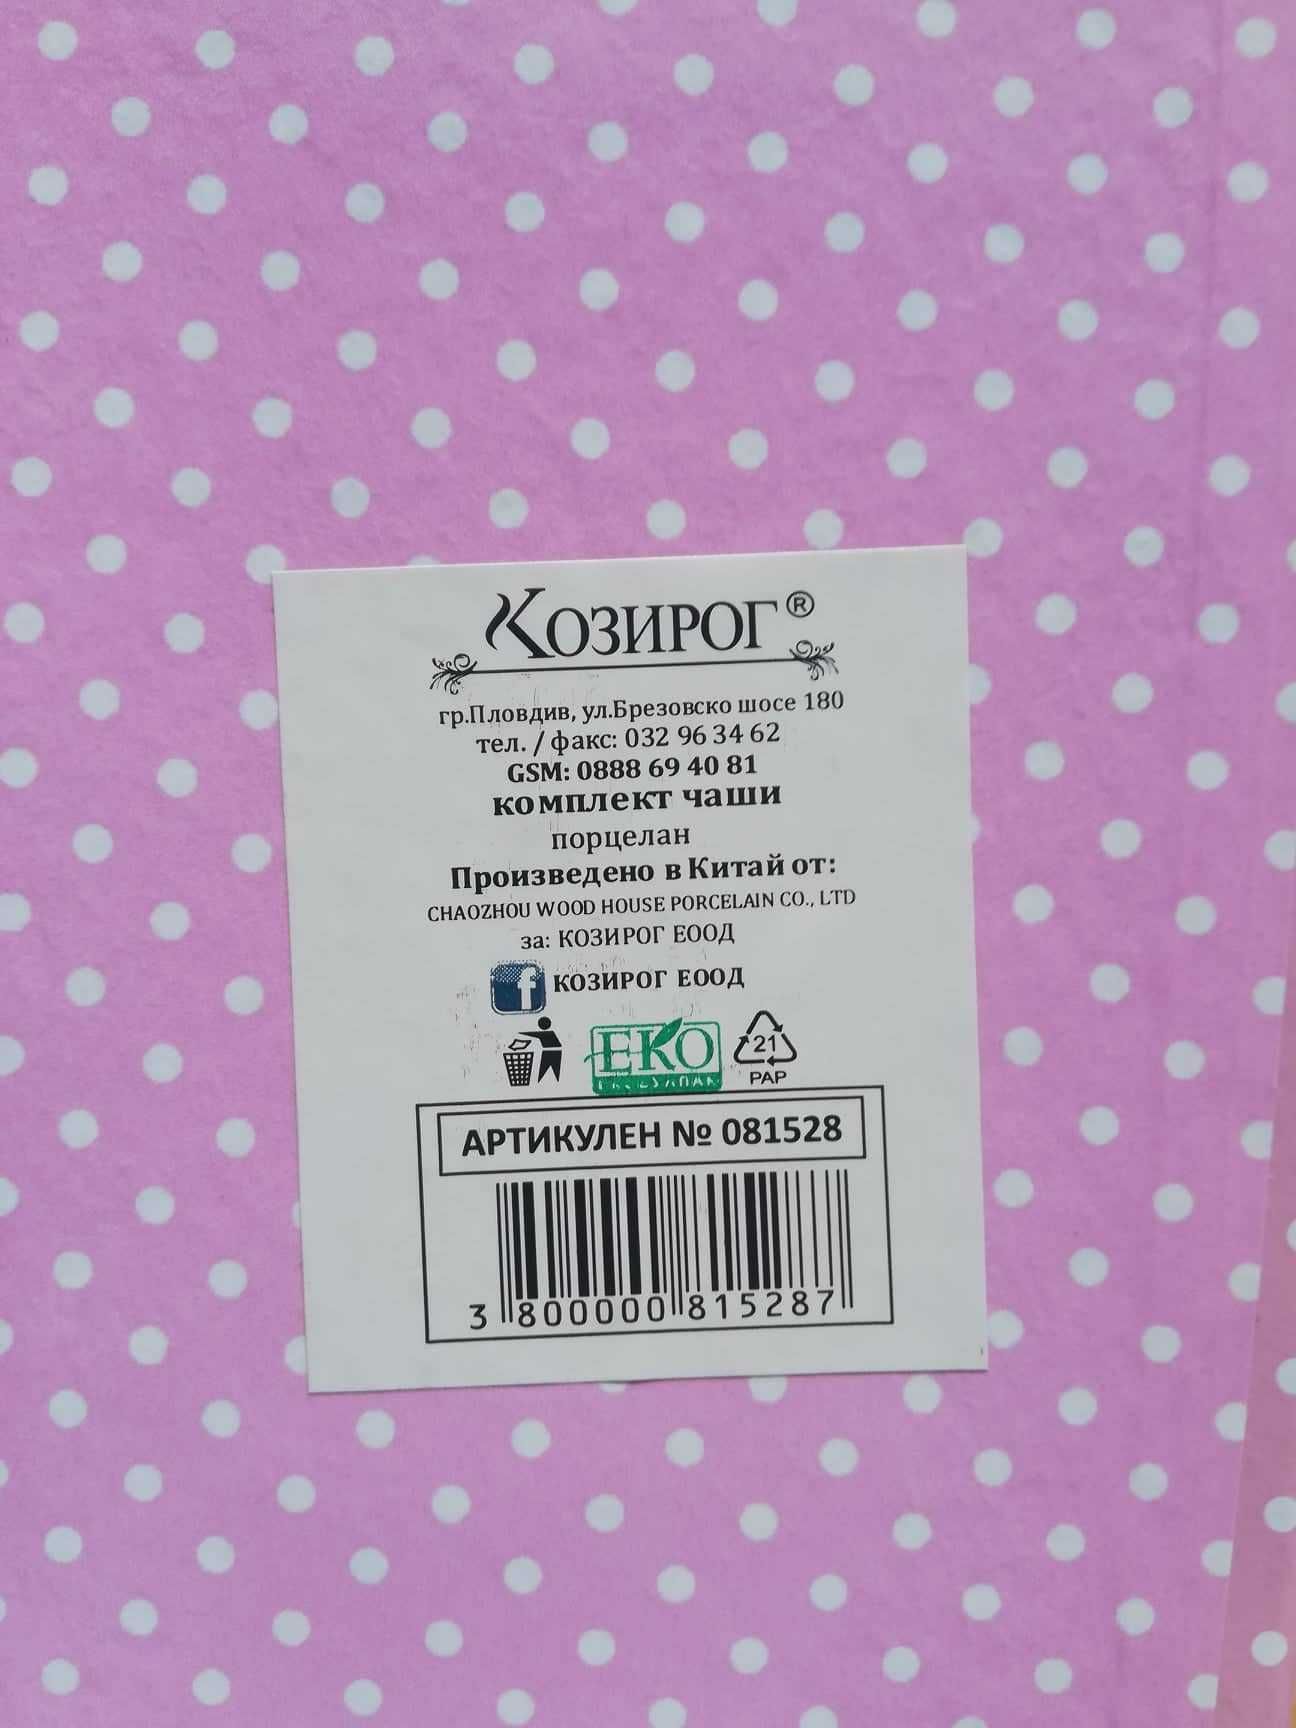 Козирог®
гр.Пловдив, ул.Брезовско шосе 180
тел. / факс: 032 96 34 62
GSM: 0888 69 40 81
комплект чаши
порцелан
Произведено в Китай от:
CHAOZHOU WOOD HOUSE PORCELAIN CO., LTD
за: КОЗИРОГ ЕООД
f КОЗИРОГ ЕООД
ЕКО
21
PAP
АРТИКУЛЕН № 081528
3 800000 815287